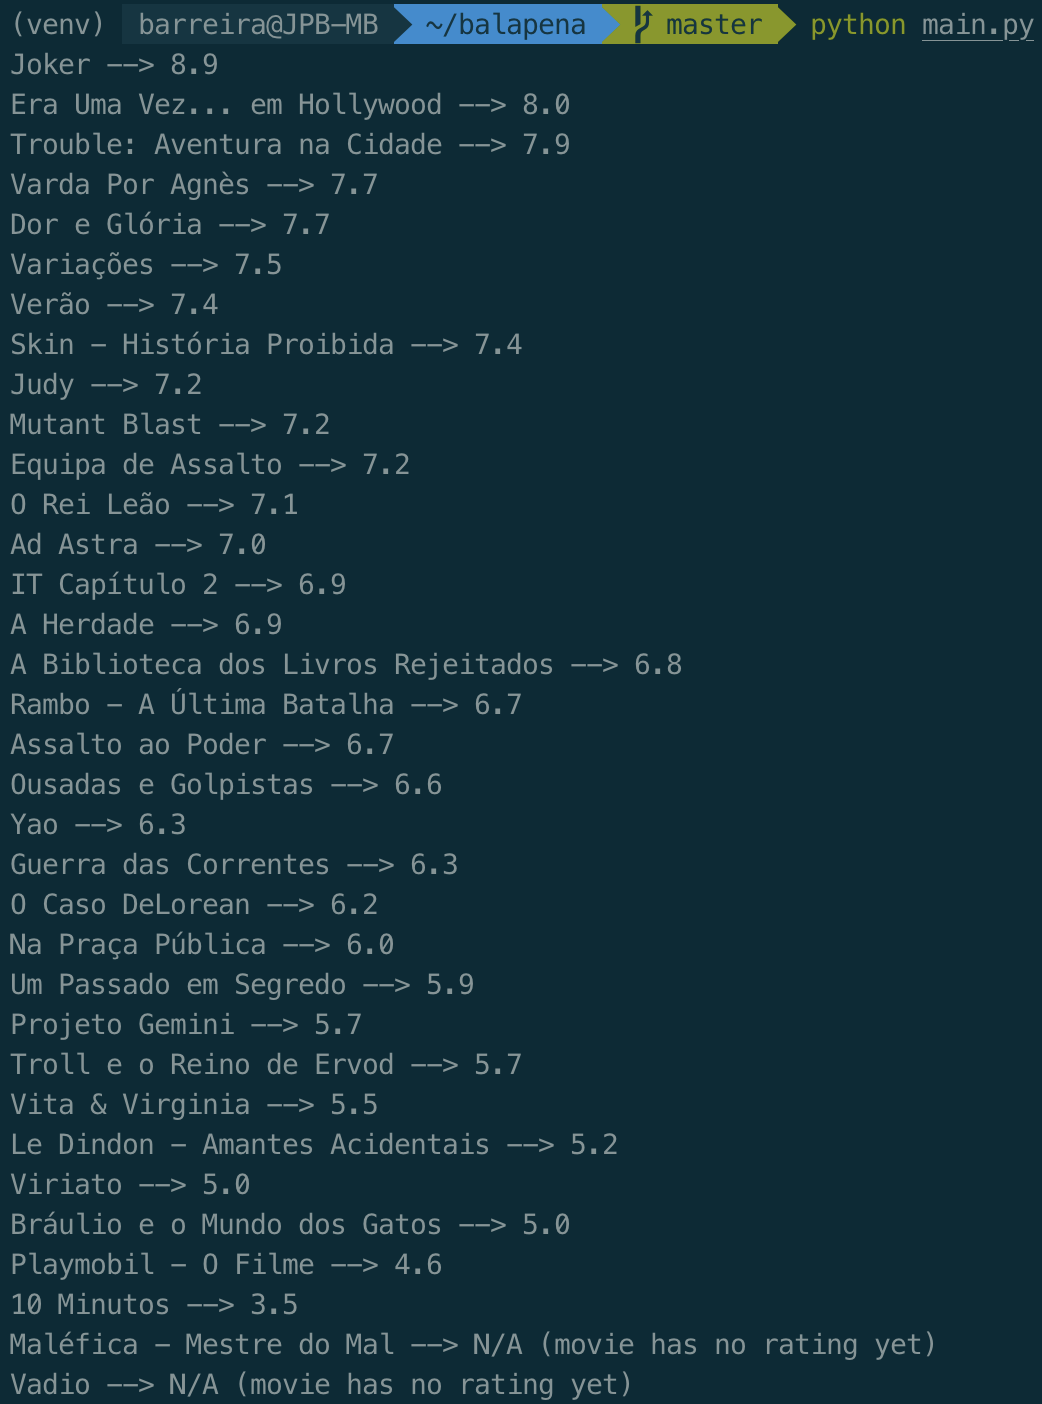 (venv) barreira@JPB-MB ~/balapena master python main.py
Joker --> 8.9
Era Uma Vez... em Hollywood --> 8.0
Trouble: Aventura na Cidade --> 7.9
Varda Por Agnès --> 7.7
Dor e Glória --> 7.7
Variações --> 7.5
Verão --> 7.4
Skin - História Proibida --> 7.4
Judy --> 7.2
Mutant Blast --> 7.2
Equipa de Assalto --> 7.2
O Rei Leão --> 7.1
Ad Astra --> 7.0
IT Capítulo 2 --> 6.9
A Herdade --> 6.9
A Biblioteca dos Livros Rejeitados --> 6.8
Rambo - A Última Batalha --> 6.7
Assalto ao Poder --> 6.7
Ousadas e Golpistas --> 6.6
Yao --> 6.3
Guerra das Correntes --> 6.3
O Caso DeLorean --> 6.2
Na Praça Pública --> 6.0
Um Passado em Segredo --> 5.9
Projeto Gemini --> 5.7
Troll e o Reino de Ervod --> 5.7
Vita & Virginia --> 5.5
Le Dindon - Amantes Acidentais --> 5.2
Viriato --> 5.0
Bráulio e o Mundo dos Gatos --> 5.0
Playmobil - O Filme --> 4.6
10 Minutos --> 3.5
Maléfica - Mestre do Mal --> N/A (movie has no rating yet)
Vadio --> N/A (movie has no rating yet)